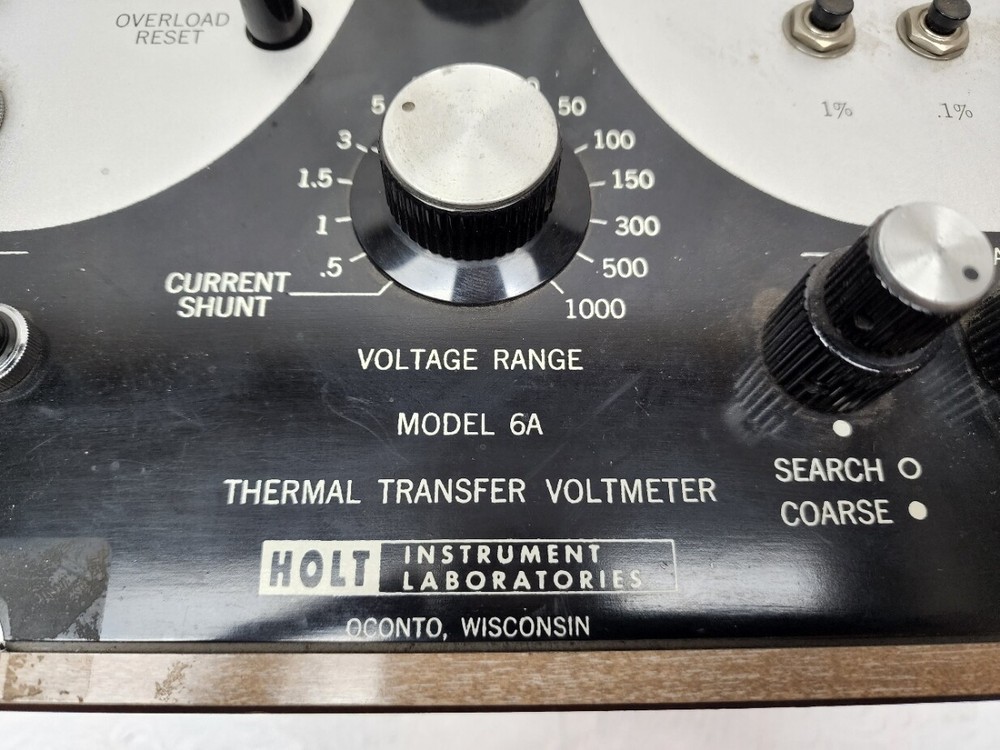 OVERLOAD
RESET
1%
.1%
5
50
3
100
1.5
150
1
300
.5
500
CURRENT
SHUNT
1000
VOLTAGE RANGE
MODEL 6A
SEARCH
THERMAL TRANSFER VOLTMETER
COARSE
HOLT INSTRUMENT
LABORATORIES
OCONTO, WISCONSIN